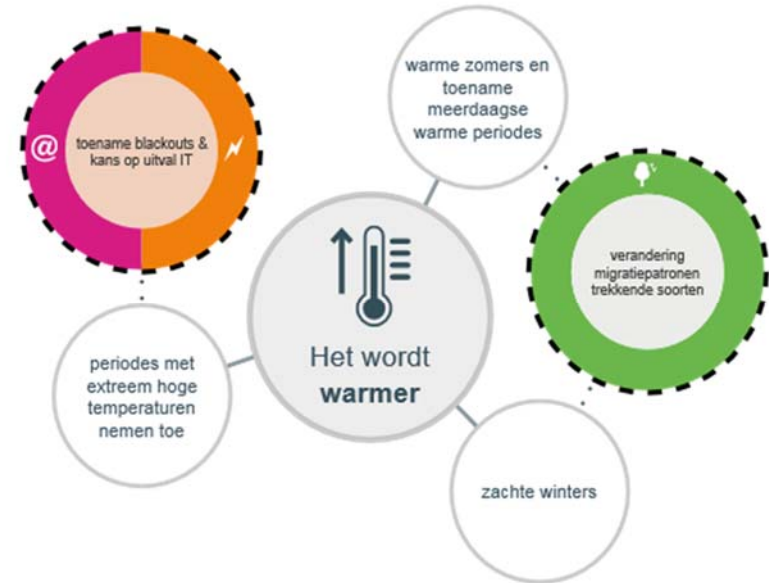 warme zomers en
toename
meerdaagse
warme periodes
@
toename blackouts &
kans op uitval IT
verandering
migratiepatronen
trekkende soorten
Het wordt
warmer
periodes met
extreem hoge
temperaturen
nemen toe
zachte winters